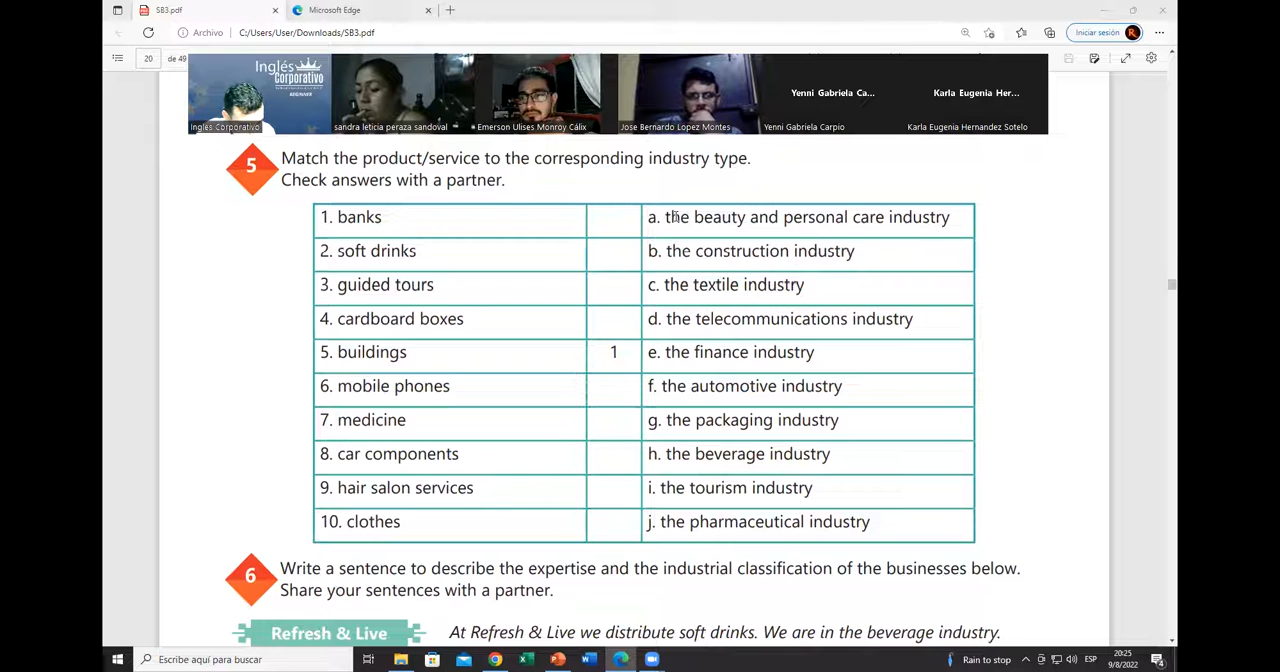 SB3.pdf
Microsoft Edge
Archivo
C:/Users/User/Downloads/SB3.pdf
Iniciar sesión
R
20
de 49
Inglés
Corporativo
BEGINNER
Inglés Corporativo
sandra leticia peraza sandoval
Emerson Ulises Monroy Cálix
Jose Bernardo Lopez Montes
Yenni Gabriela Ca...
Yenni Gabriela Carpio
Karla Eugenia Her...
Karla Eugenia Hernandez Sotelo
5
Match the product/service to the corresponding industry type.
Check answers with a partner.
1. banks a. the beauty and personal care industry
2. soft drinks b. the construction industry
3. guided tours c. the textile industry
4. cardboard boxes d. the telecommunications industry
5. buildings 1 e. the finance industry
6. mobile phones f. the automotive industry
7. medicine g. the packaging industry
8. car components h. the beverage industry
9. hair salon services i. the tourism industry
10. clothes j. the pharmaceutical industry
6
Write a sentence to describe the expertise and the industrial classification of the businesses below.
Share your sentences with a partner.
Refresh & Live At Refresh & Live we distribute soft drinks. We are in the beverage industry.
Escribe aquí para buscar
Rain to stop
ESP
20:25
9/8/2022
4